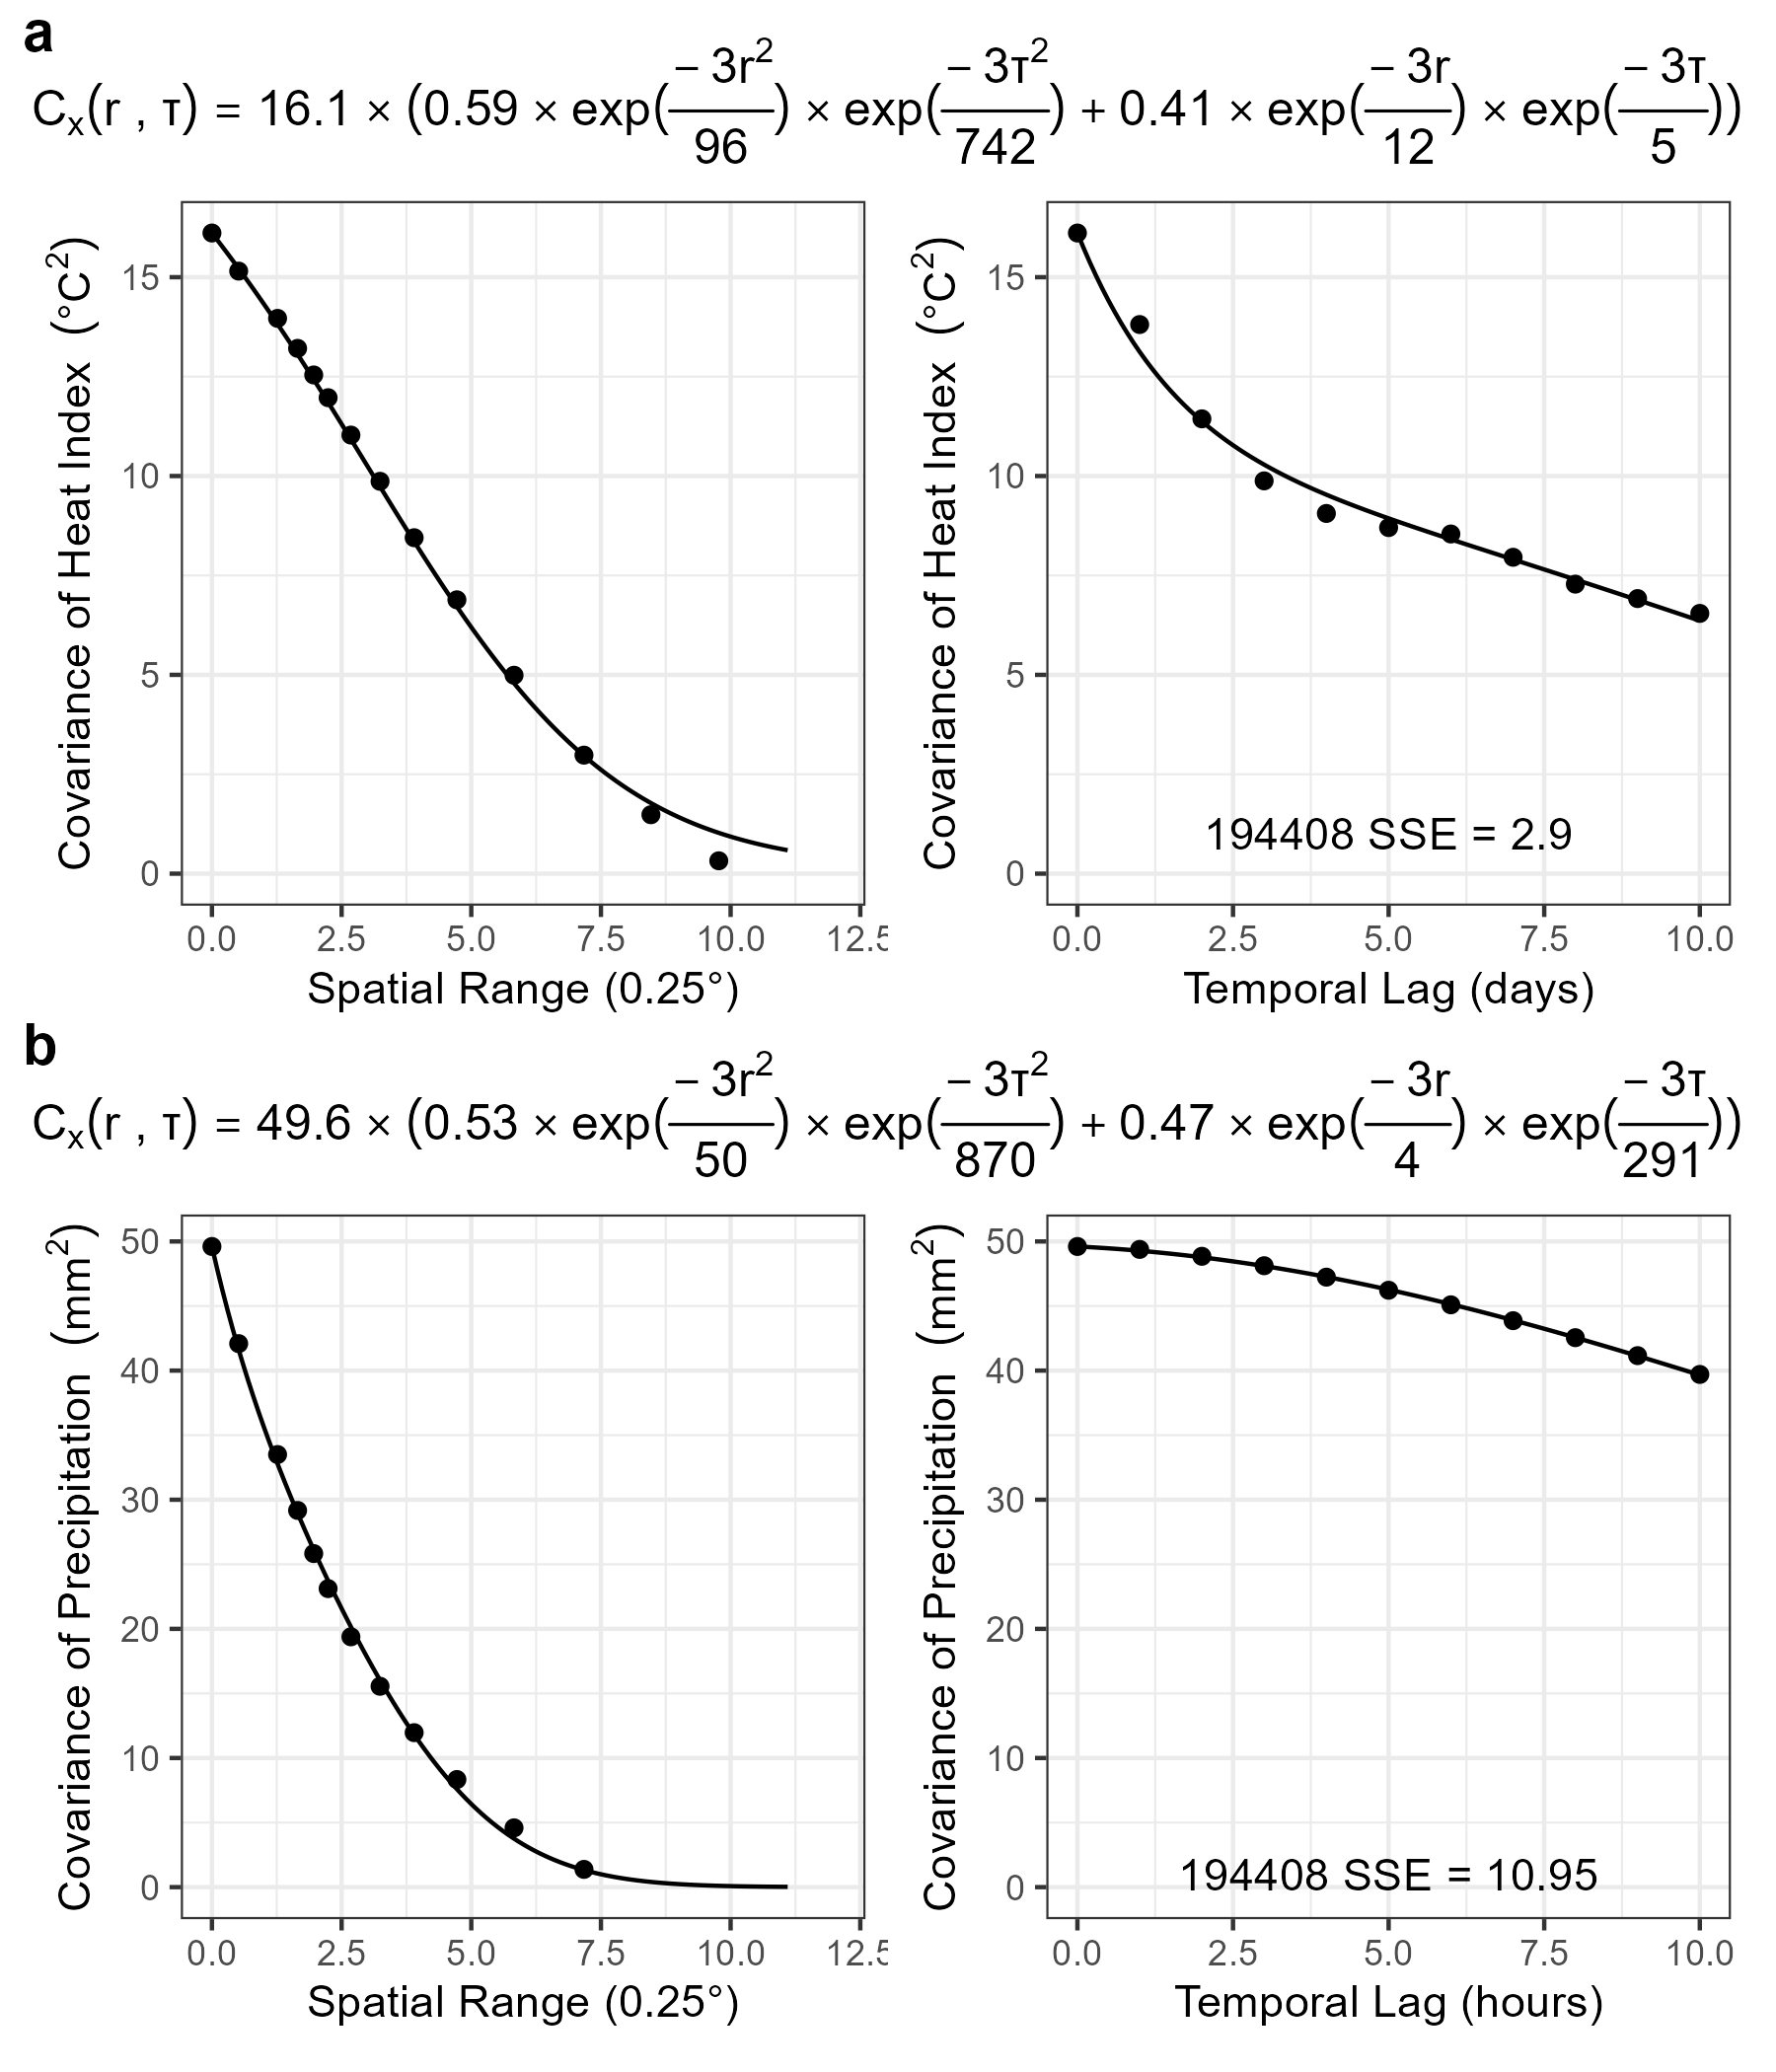 a
Cₓ(r , τ) = 16.1 × (0.59 × exp(− 3r²/96) × exp(− 3τ²/742) + 0.41 × exp(− 3r/12) × exp(− 3τ/5))
Covariance of Heat Index (°C²)
15
10
5
0
0.0 2.5 5.0 7.5 10.0 12.5
Spatial Range (0.25°)
Covariance of Heat Index (°C²)
15
10
5
0
194408 SSE = 2.9
0.0 2.5 5.0 7.5 10.0
Temporal Lag (days)
b
Cₓ(r , τ) = 49.6 × (0.53 × exp(− 3r²/50) × exp(− 3τ²/870) + 0.47 × exp(− 3r/4) × exp(− 3τ/291))
Covariance of Precipitation (mm²)
50
40
30
20
10
0
0.0 2.5 5.0 7.5 10.0 12.5
Spatial Range (0.25°)
Covariance of Precipitation (mm²)
50
40
30
20
10
0
194408 SSE = 10.95
0.0 2.5 5.0 7.5 10.0
Temporal Lag (hours)